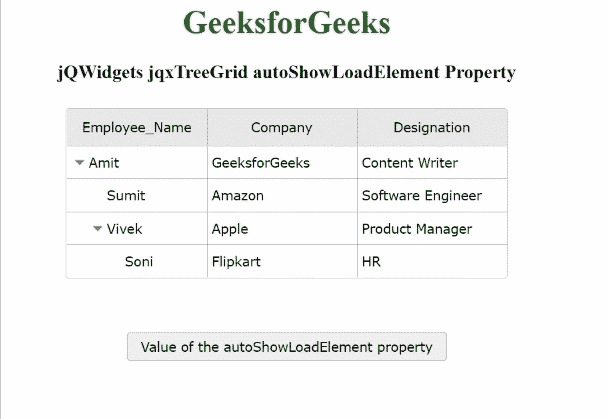 GeeksforGeeks
jQWidgets jqxTreeGrid autoShowLoadElement Property
Employee_Name Company Designation
Amit GeeksforGeeks Content Writer
Sumit Amazon Software Engineer
Vivek Apple Product Manager
Soni Flipkart HR
Value of the autoShowLoadElement property